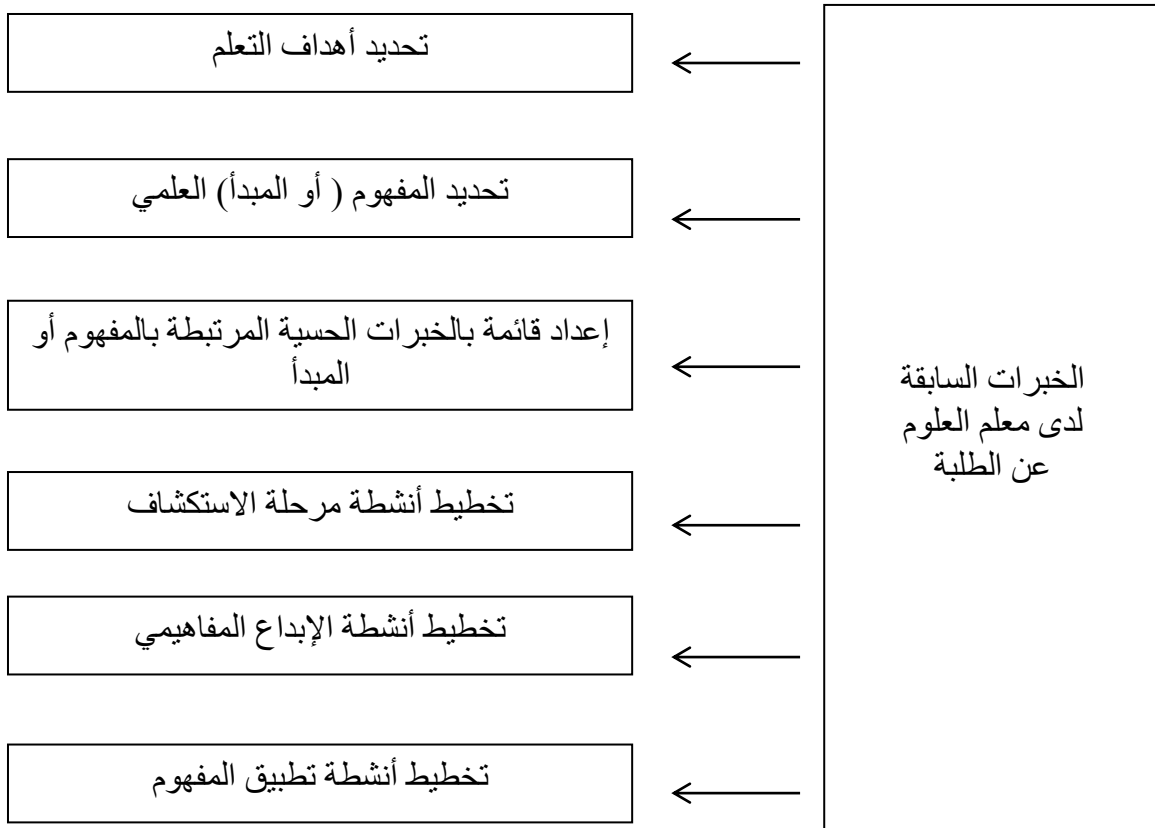 الخبرات السابقة
لدى معلم العلوم
عن الطلبة
تحديد أهداف التعلم
تحديد المفهوم ( أو المبدأ) العلمي
إعداد قائمة بالخبرات الحسية المرتبطة بالمفهوم أو
المبدأ
تخطيط أنشطة مرحلة الاستكشاف
تخطيط أنشطة الإبداع المفاهيمي
تخطيط أنشطة تطبيق المفهوم